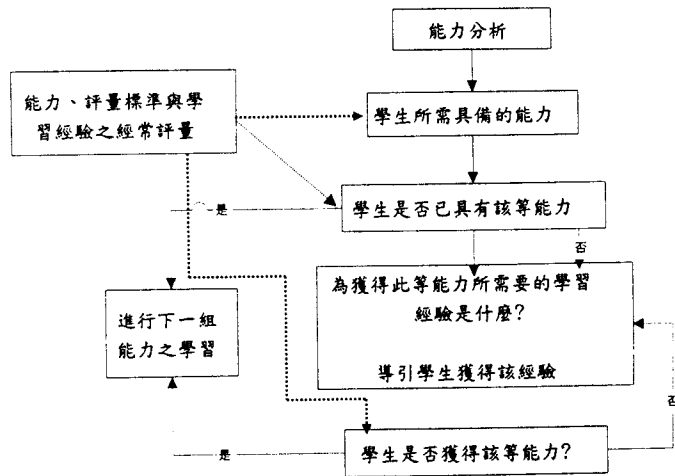 能力分析
能力、評量標準與學
習經驗之經常評量
學生所需具備的能力
是
學生是否已具有該等能力
否
為獲得此等能力所需要的學習
經驗是什麼?
導引學生獲得該經驗
進行下一組
能力之學習
否
是
學生是否獲得該等能力?